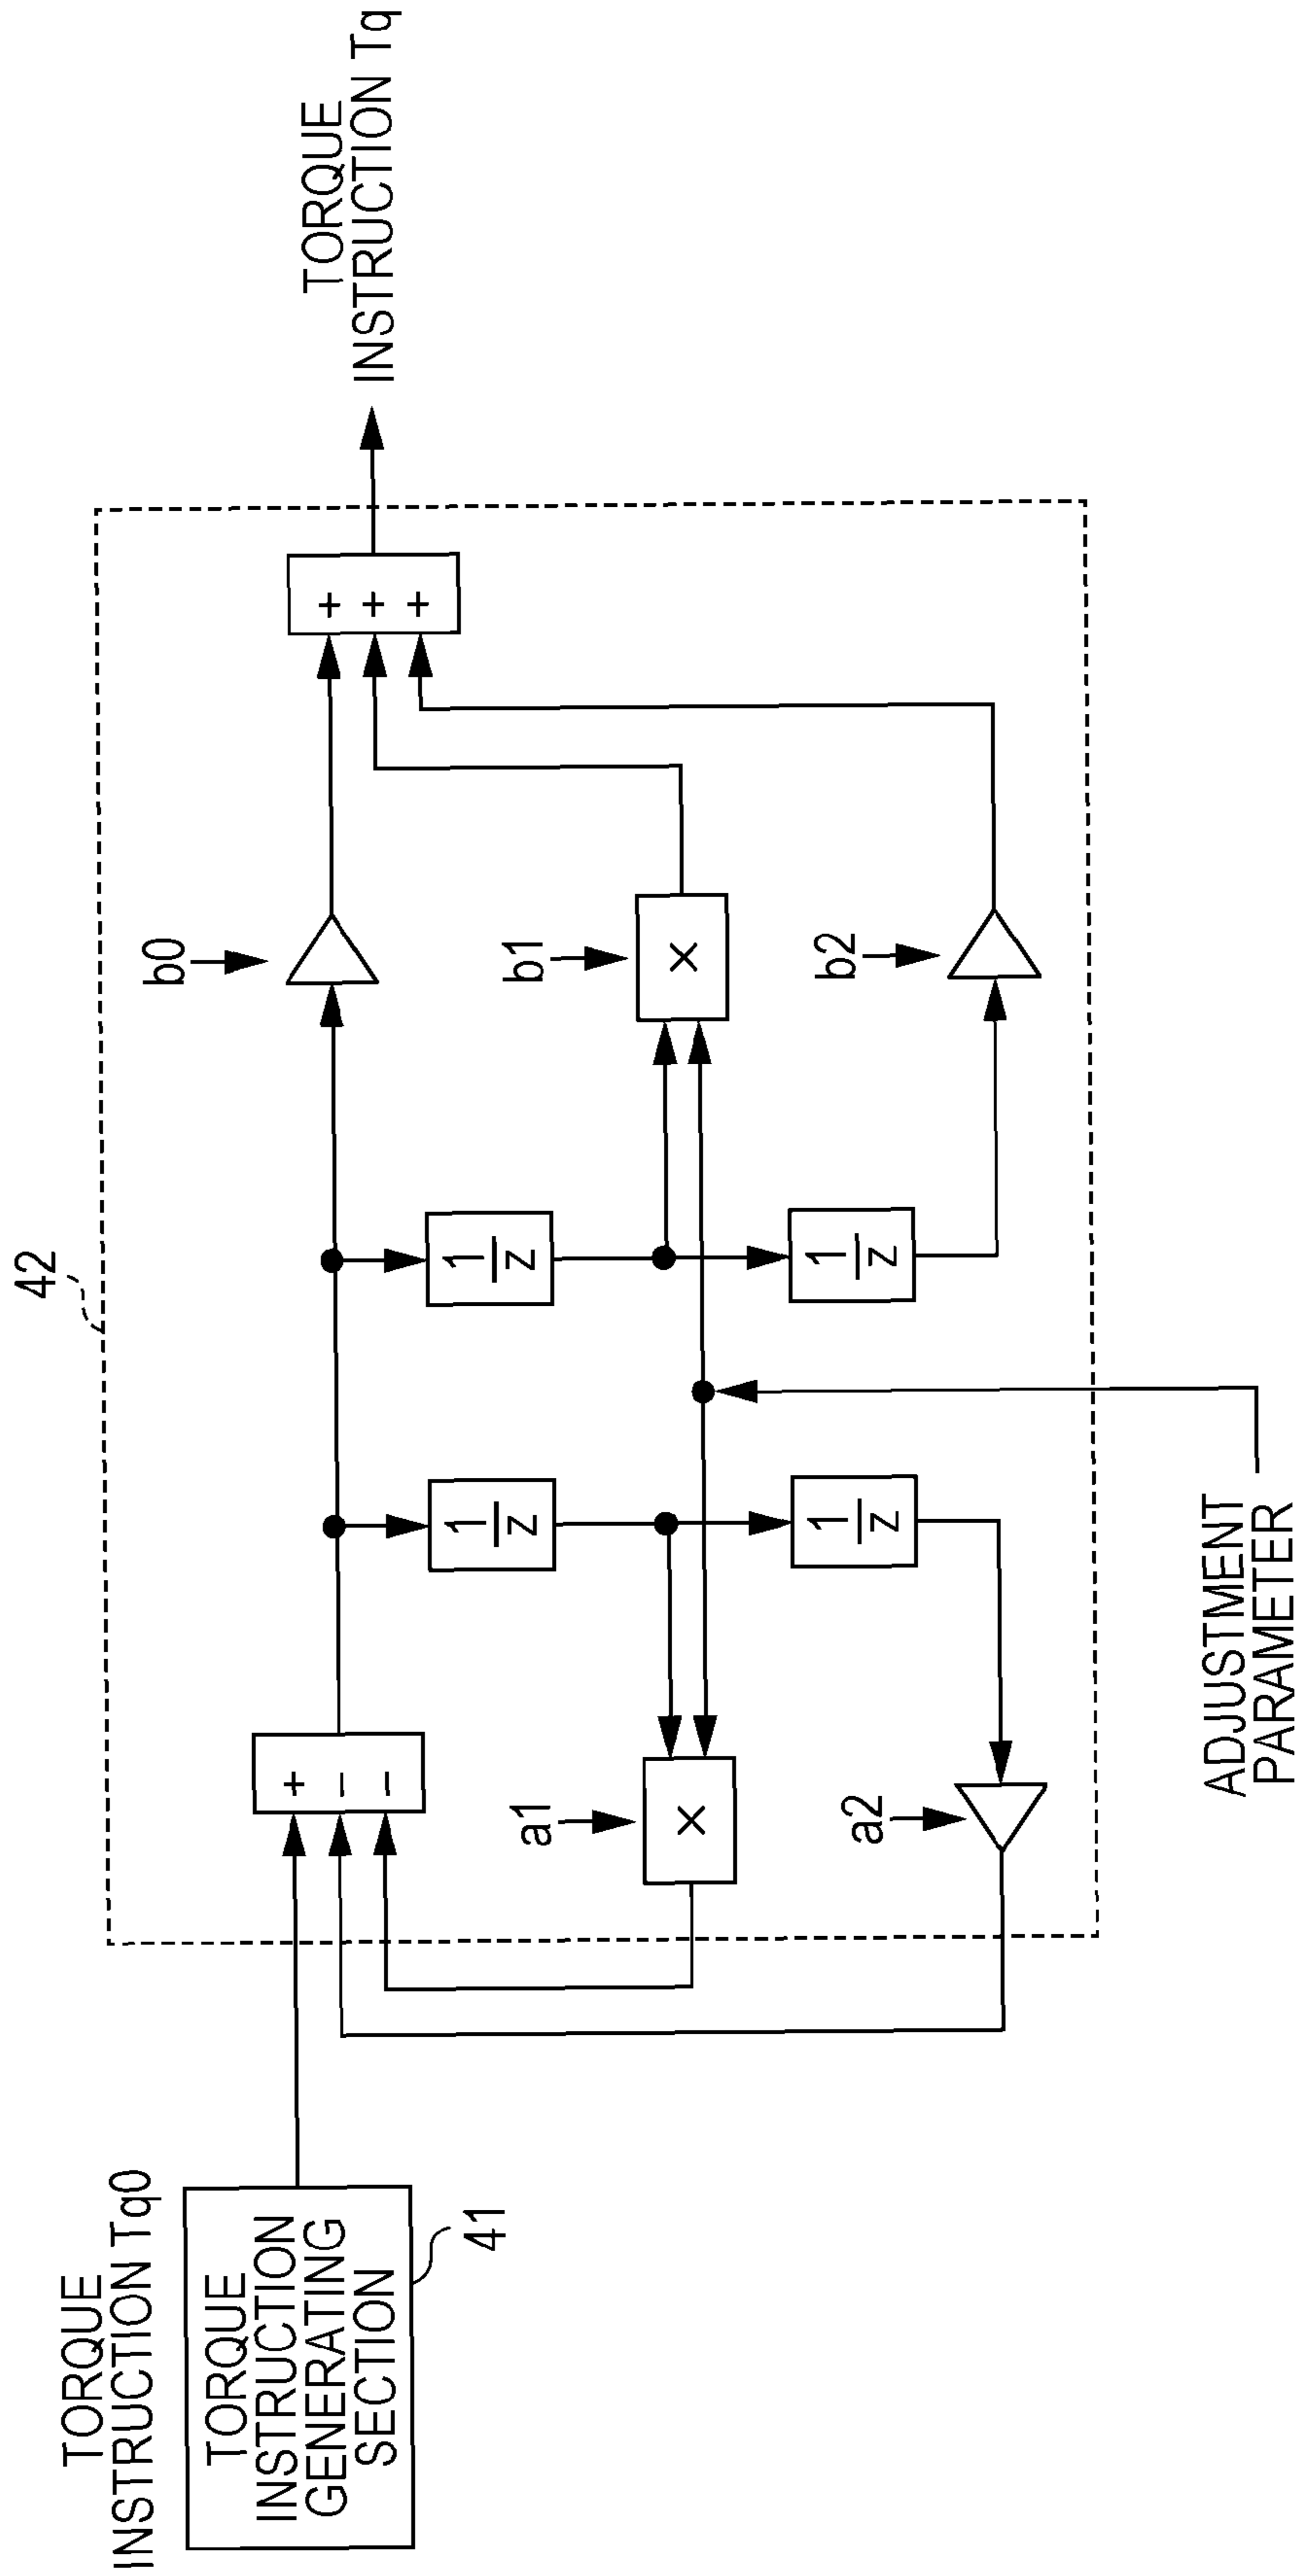 42
TORQUE
INSTRUCTION Tq0
TORQUE
INSTRUCTION
GENERATING
SECTION
41
+
−
−
a1
×
a2
1
z
1
z
1
z
1
z
b0
b1
×
b2
+
+
+
TORQUE
INSTRUCTION Tq
ADJUSTMENT
PARAMETER